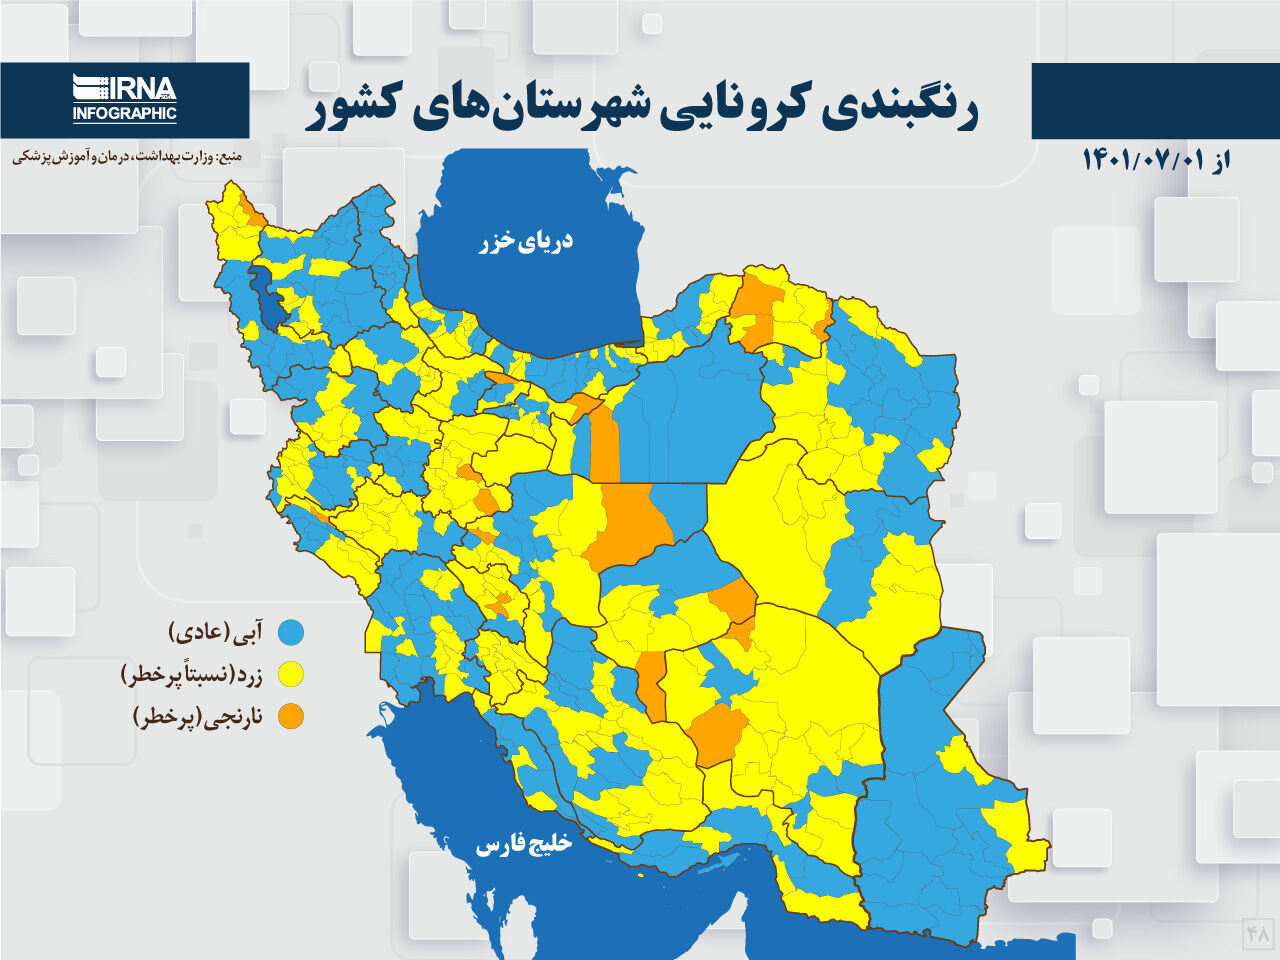 رنگبندی کرونایی شهرستان‌های کشور
IRNA
INFOGRAPHIC
از ۱۴۰۱/۰۷/۰۱
منبع: وزارت بهداشت، درمان و آموزش پزشکی
دریای خزر
آبی (عادی)
زرد (نسبتاً پرخطر)
نارنجی (پرخطر)
خلیج فارس
۴۸